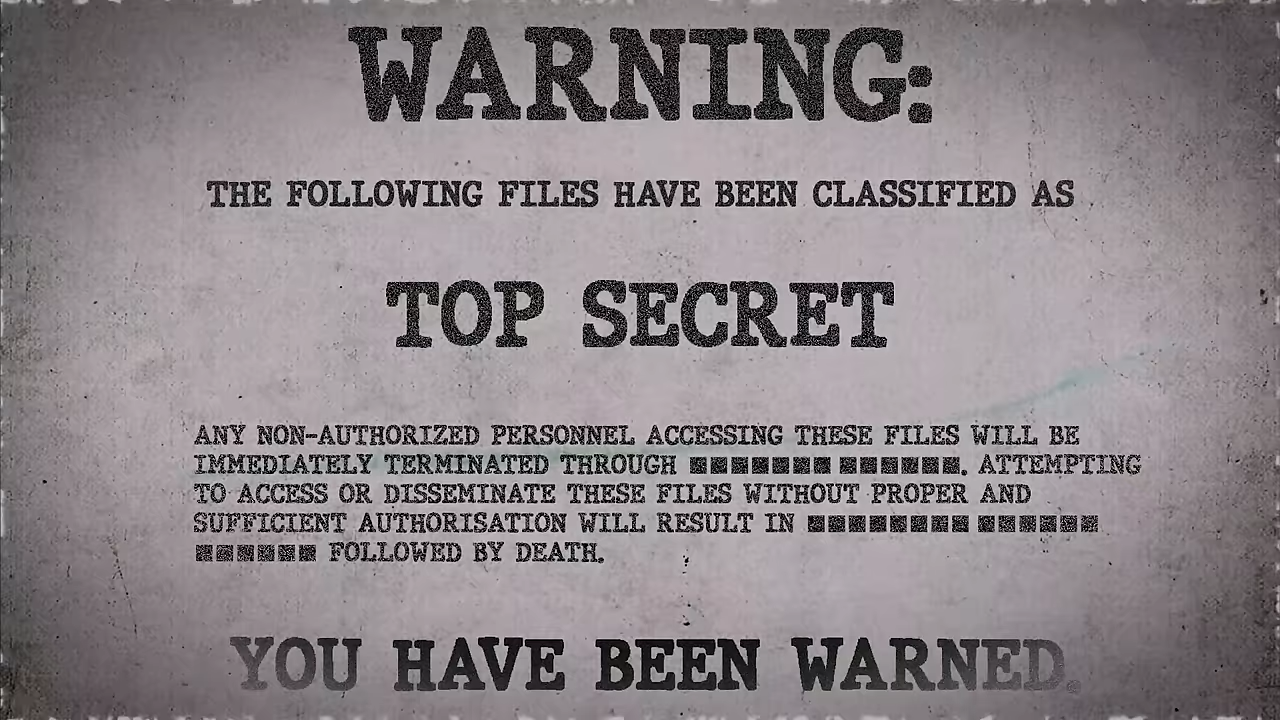 WARNING:
THE FOLLOWING FILES HAVE BEEN CLASSIFIED AS
TOP SECRET
ANY NON-AUTHORIZED PERSONNEL ACCESSING THESE FILES WILL BE
IMMEDIATELY TERMINATED THROUGH ■■■■■■■ ■■■■■■. ATTEMPTING
TO ACCESS OR DISSEMINATE THESE FILES WITHOUT PROPER AND
SUFFICIENT AUTHORISATION WILL RESULT IN ■■■■■■■■ ■■■■■■
■■■■■■ FOLLOWED BY DEATH.
YOU HAVE BEEN WARNED.